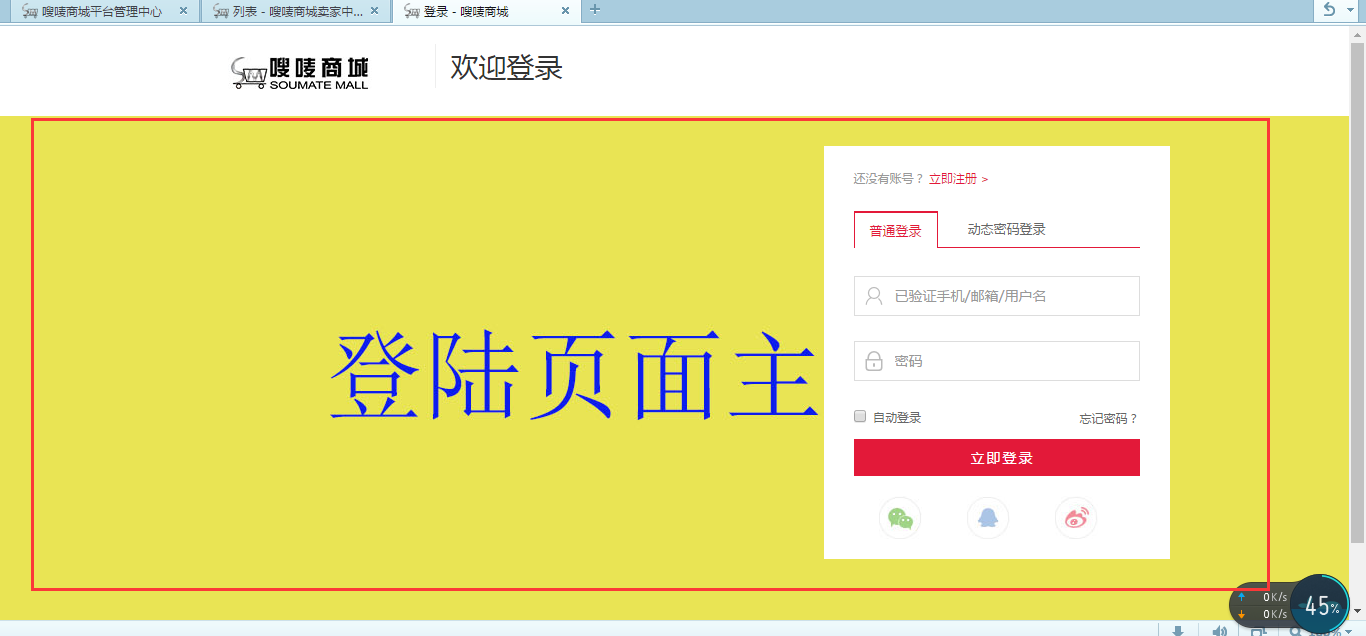 嗖唛商城平台管理中心
列表 - 嗖唛商城卖家中...
登录 - 嗖唛商城
嗖唛商城
SOUMATE MALL
欢迎登录
还没有账号？立即注册 >
普通登录
动态密码登录
已验证手机/邮箱/用户名
密码
登陆页面主
自动登录
忘记密码？
立即登录
0K/s
0K/s
45%